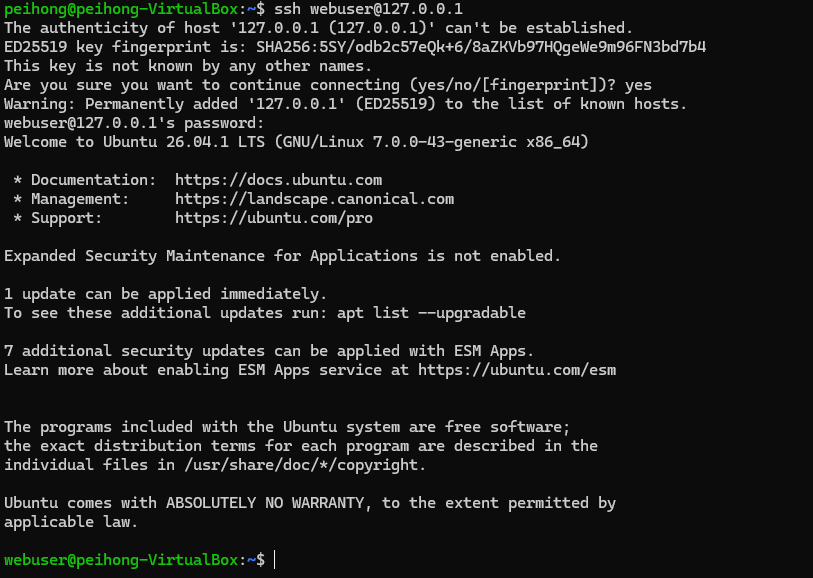 peihong@peihong-VirtualBox:~$ ssh webuser@127.0.0.1
The authenticity of host '127.0.0.1 (127.0.0.1)' can't be established.
ED25519 key fingerprint is: SHA256:5SY/odb2c57eQk+6/8aZKVb97HQgeWe9m96FN3bd7b4
This key is not known by any other names.
Are you sure you want to continue connecting (yes/no/[fingerprint])? yes
Warning: Permanently added '127.0.0.1' (ED25519) to the list of known hosts.
webuser@127.0.0.1's password:
Welcome to Ubuntu 26.04.1 LTS (GNU/Linux 7.0.0-43-generic x86_64)

 * Documentation:  https://docs.ubuntu.com
 * Management:     https://landscape.canonical.com
 * Support:        https://ubuntu.com/pro

Expanded Security Maintenance for Applications is not enabled.

1 update can be applied immediately.
To see these additional updates run: apt list --upgradable

7 additional security updates can be applied with ESM Apps.
Learn more about enabling ESM Apps service at https://ubuntu.com/esm


The programs included with the Ubuntu system are free software;
the exact distribution terms for each program are described in the
individual files in /usr/share/doc/*/copyright.

Ubuntu comes with ABSOLUTELY NO WARRANTY, to the extent permitted by
applicable law.

webuser@peihong-VirtualBox:~$